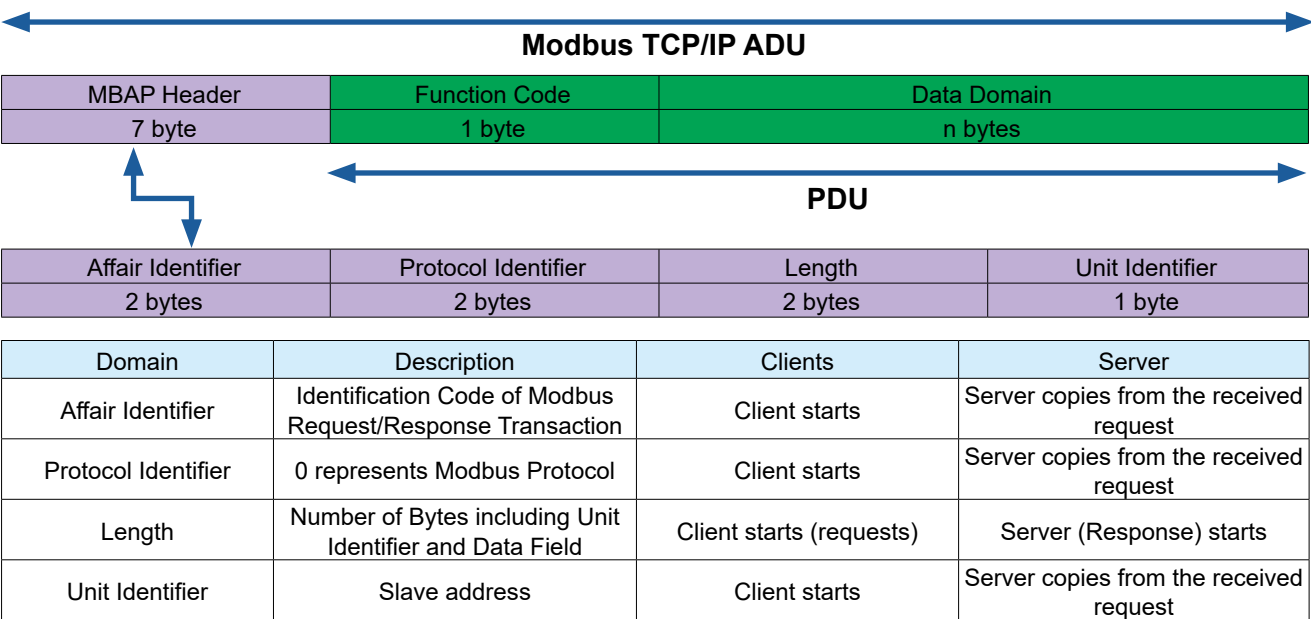 Modbus TCP/IP ADU
MBAP Header Function Code Data Domain
7 byte 1 byte n bytes
PDU
Affair Identifier Protocol Identifier Length Unit Identifier
2 bytes 2 bytes 2 bytes 1 byte
Domain Description Clients Server
Affair Identifier
Identification Code of Modbus
Request/Response Transaction
Client starts
Server copies from the received
request
Protocol Identifier
0 represents Modbus Protocol
Client starts
Server copies from the received
request
Length
Number of Bytes including Unit
Identifier and Data Field
Client starts (requests)
Server (Response) starts
Unit Identifier
Slave address
Client starts
Server copies from the received
request